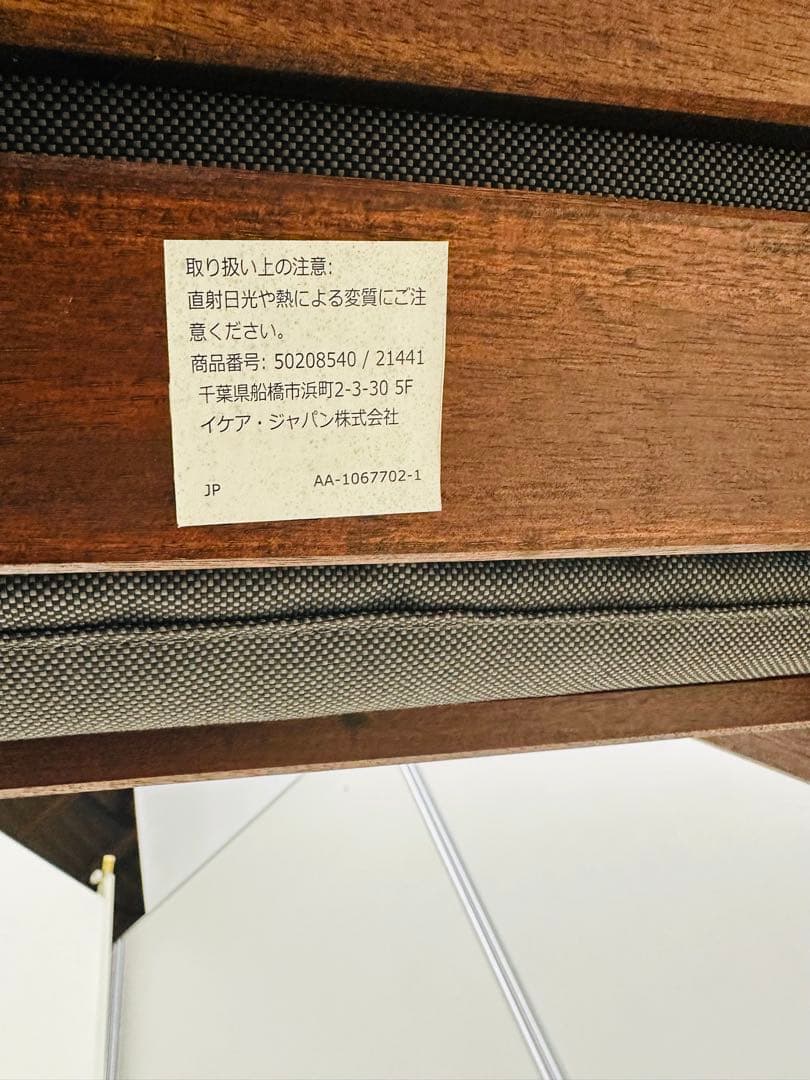 取り扱い上の注意:
直射日光や熱による変質にご注
意ください。
商品番号: 50208540 / 21441
千葉県船橋市浜町2-3-30 5F
イケア・ジャパン株式会社
JP AA-1067702-1